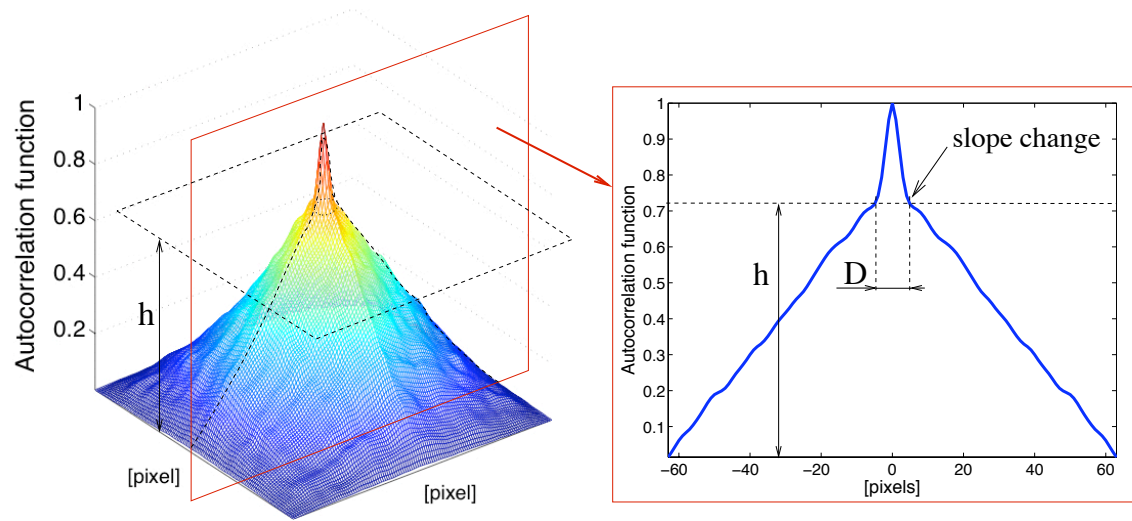 Autocorrelation function
1
0.8
0.6
0.4
0.2
h
[pixel]
[pixel]
1
0.9
0.8
0.7
0.6
0.5
0.4
0.3
0.2
0.1
Autocorrelation function
slope change
h
D
−60 −40 −20 0 20 40 60
[pixels]